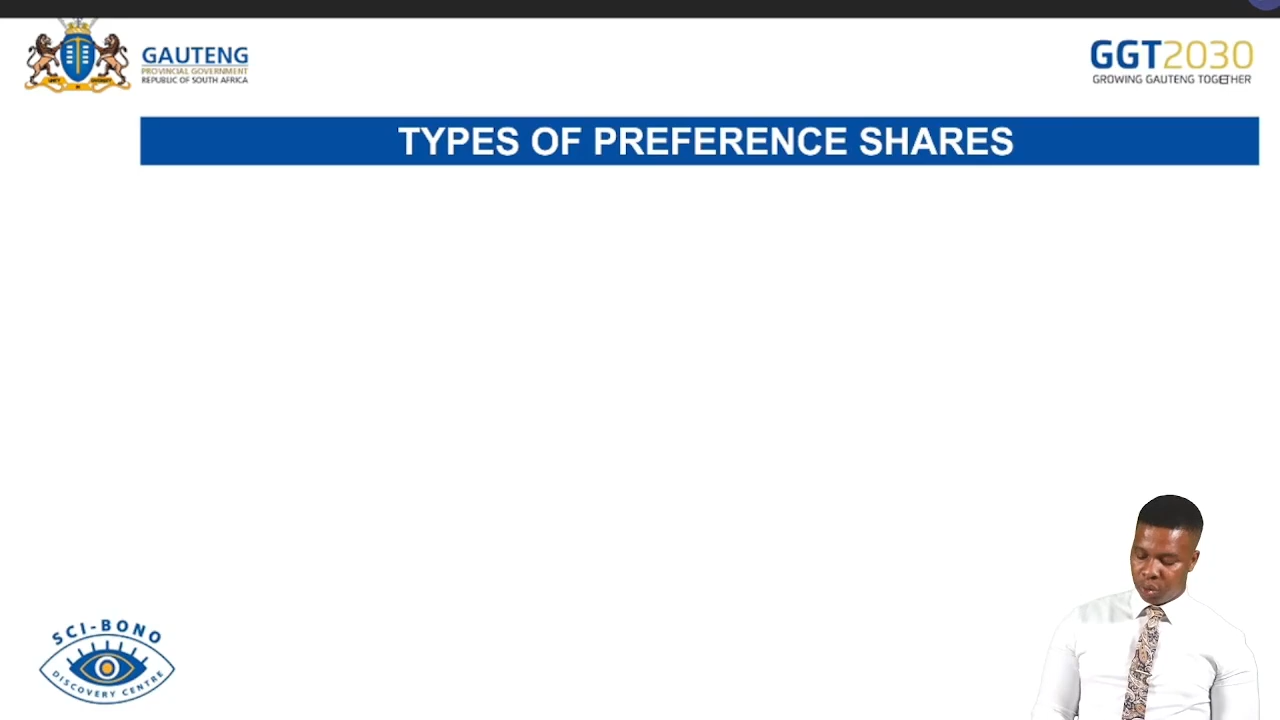 GAUTENG
PROVINCIAL GOVERNMENT
REPUBLIC OF SOUTH AFRICA
GGT2030
GROWING GAUTENG TOGETHER
TYPES OF PREFERENCE SHARES
SCI-BONO
DISCOVERY CENTRE